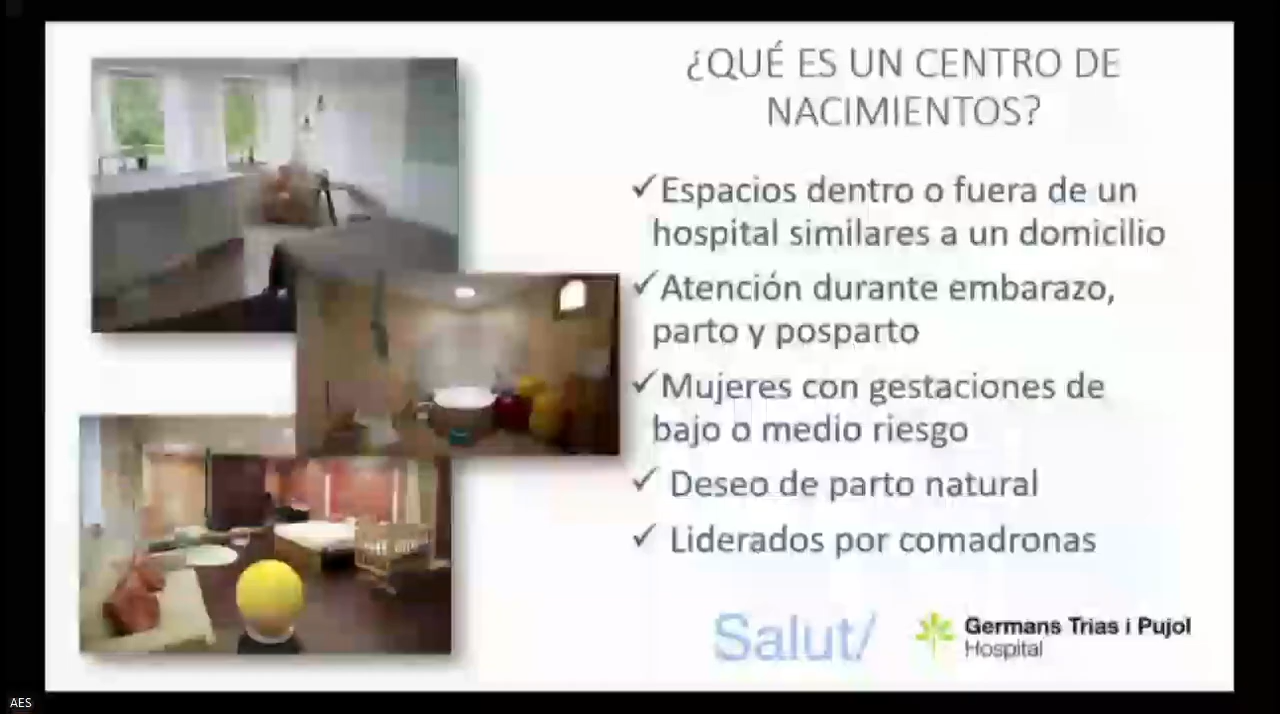 ¿QUÉ ES UN CENTRO DE
NACIMIENTOS?
✓Espacios dentro o fuera de un
hospital similares a un domicilio
✓Atención durante embarazo,
parto y posparto
✓Mujeres con gestaciones de
bajo o medio riesgo
✓ Deseo de parto natural
✓ Liderados por comadronas
Salut/
Germans Trias i Pujol
Hospital
AES